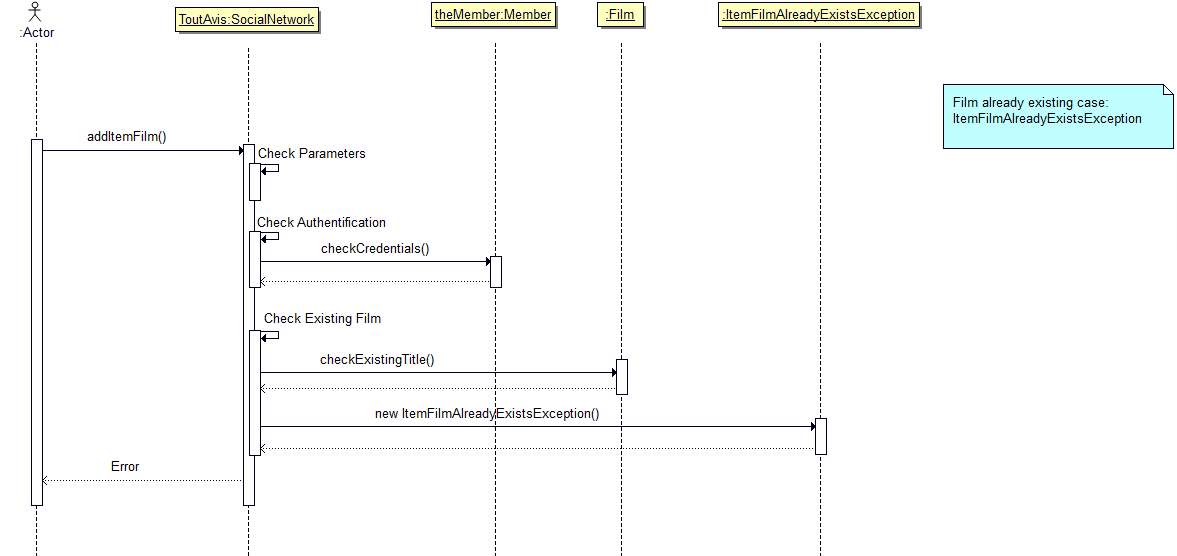 :Actor
ToutAvis:SocialNetwork
theMember:Member
:Film
:ItemFilmAlreadyExistsException
Film already existing case:
ItemFilmAlreadyExistsException
addItemFilm()
Check Parameters
Check Authentification
checkCredentials()
Check Existing Film
checkExistingTitle()
new ItemFilmAlreadyExistsException()
Error